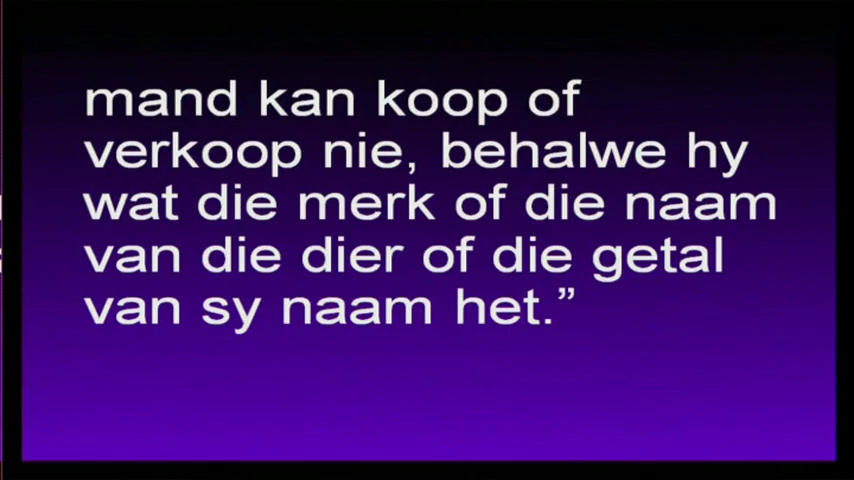 mand kan koop of
verkoop nie, behalwe hy
wat die merk of die naam
van die dier of die getal
van sy naam het.”